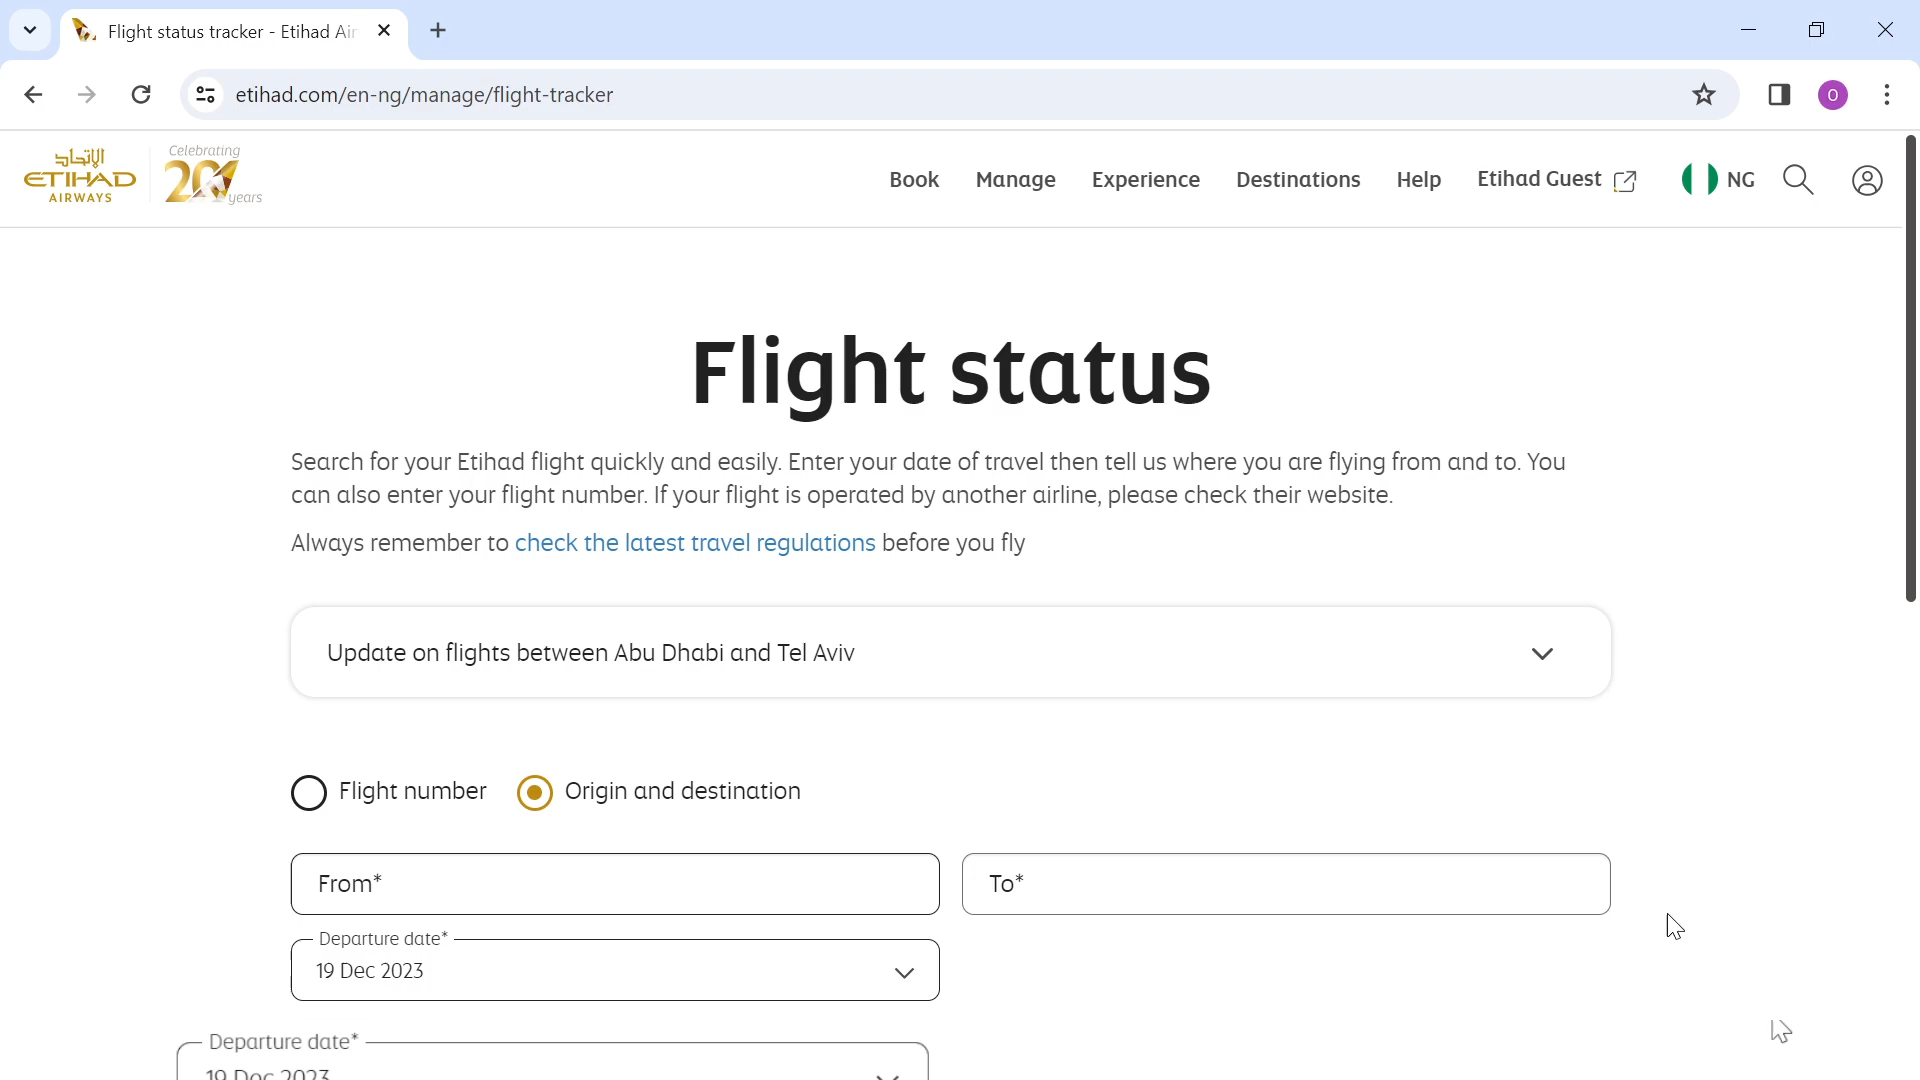 Flight status tracker - Etihad Air
etihad.com/en-ng/manage/flight-tracker
O
الإتحاد
ETIHAD
AIRWAYS
Celebrating
20
years
Book
Manage
Experience
Destinations
Help
Etihad Guest
NG
Flight status
Search for your Etihad flight quickly and easily. Enter your date of travel then tell us where you are flying from and to. You
can also enter your flight number. If your flight is operated by another airline, please check their website.
Always remember to check the latest travel regulations before you fly
Update on flights between Abu Dhabi and Tel Aviv
Flight number
Origin and destination
From*
To*
Departure date*
19 Dec 2023
Departure date*
19 Dec 2023